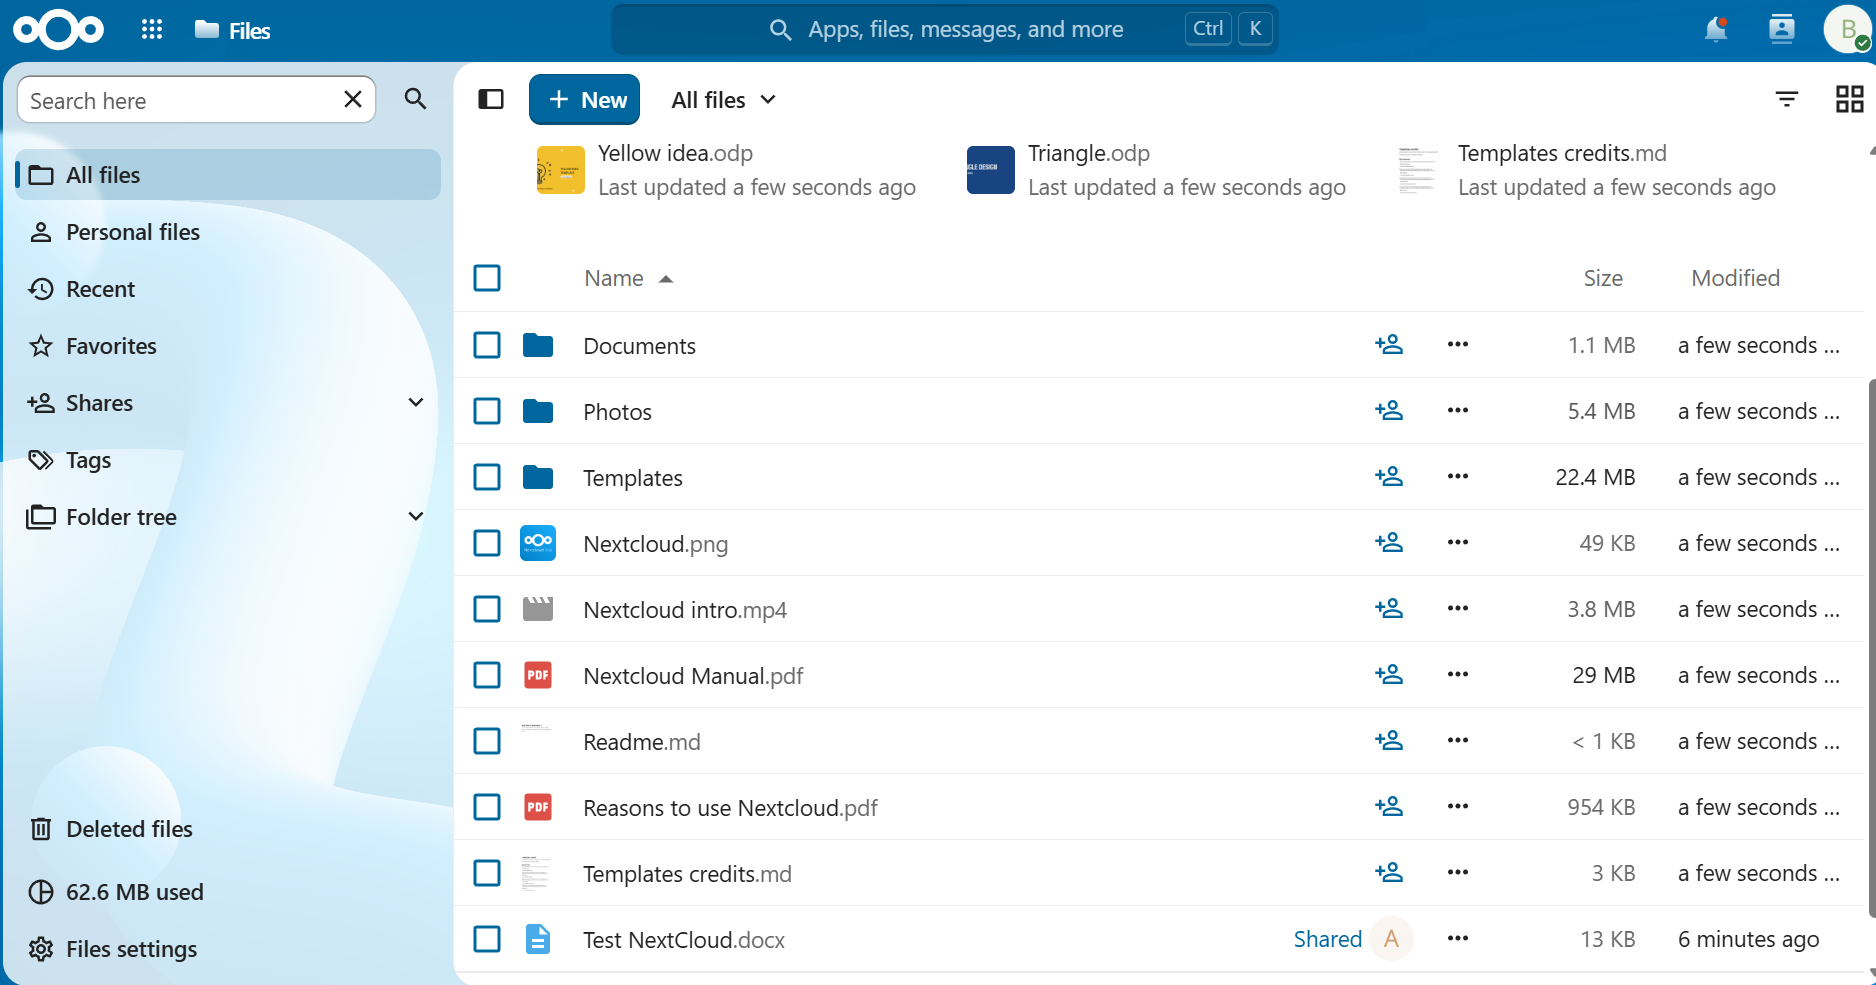 Files
Apps, files, messages, and more
Ctrl
K
B
Search here
New
All files
Yellow idea.odp
Last updated a few seconds ago
Triangle.odp
Last updated a few seconds ago
Templates credits.md
Last updated a few seconds ago
All files
Personal files
Recent
Favorites
Shares
Tags
Folder tree
Deleted files
62.6 MB used
Files settings
Name Size Modified
Documents 1.1 MB a few seconds ...
Photos 5.4 MB a few seconds ...
Templates 22.4 MB a few seconds ...
Nextcloud.png 49 KB a few seconds ...
Nextcloud intro.mp4 3.8 MB a few seconds ...
PDF Nextcloud Manual.pdf 29 MB a few seconds ...
Readme.md < 1 KB a few seconds ...
PDF Reasons to use Nextcloud.pdf 954 KB a few seconds ...
Templates credits.md 3 KB a few seconds ...
Test NextCloud.docx Shared A 13 KB 6 minutes ago